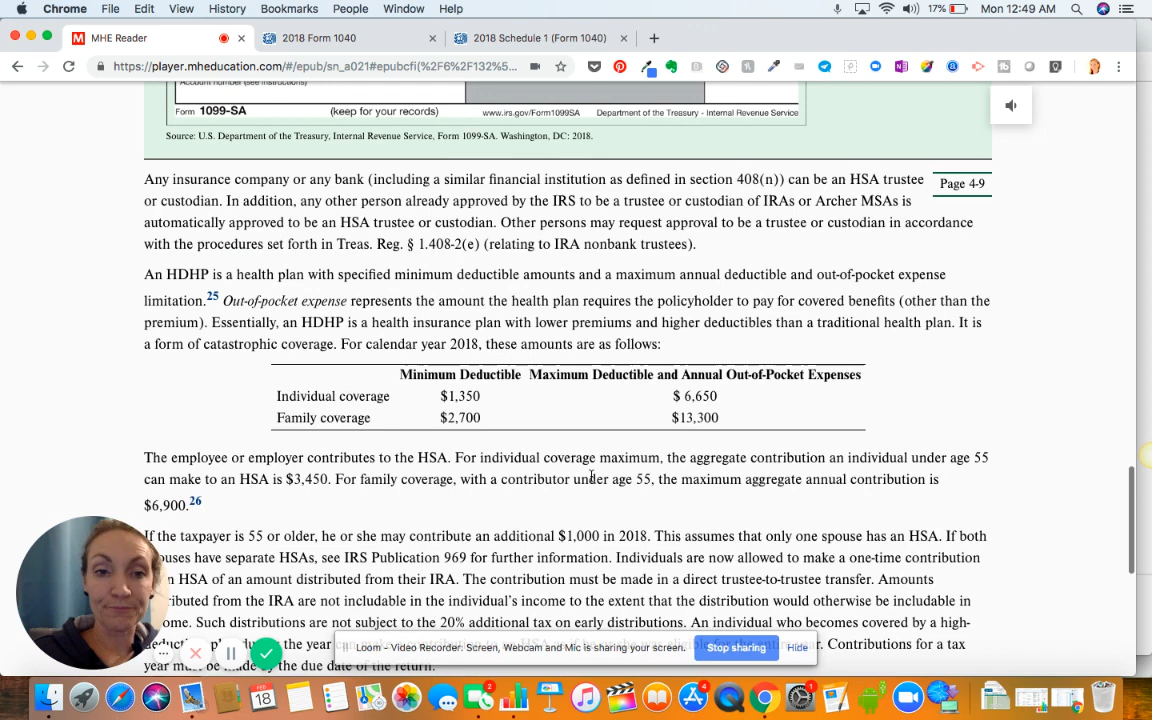 Chrome File Edit View History Bookmarks People Window Help 17% Mon 12:49 AM
MHE Reader 2018 Form 1040 2018 Schedule 1 (Form 1040)
https://player.mheducation.com/#/epub/sn_a021#epubcfi(%2F6%2F132%5...
Form 1099-SA (keep for your records) www.irs.gov/Form1099SA Department of the Treasury - Internal Revenue Service
Source: U.S. Department of the Treasury, Internal Revenue Service, Form 1099-SA. Washington, DC: 2018.
Any insurance company or any bank (including a similar financial institution as defined in section 408(n)) can be an HSA trustee
Page 4-9
or custodian. In addition, any other person already approved by the IRS to be a trustee or custodian of IRAs or Archer MSAs is
automatically approved to be an HSA trustee or custodian. Other persons may request approval to be a trustee or custodian in accordance
with the procedures set forth in Treas. Reg. § 1.408-2(e) (relating to IRA nonbank trustees).
An HDHP is a health plan with specified minimum deductible amounts and a maximum annual deductible and out-of-pocket expense
limitation.25 Out-of-pocket expense represents the amount the health plan requires the policyholder to pay for covered benefits (other than the
premium). Essentially, an HDHP is a health insurance plan with lower premiums and higher deductibles than a traditional health plan. It is
a form of catastrophic coverage. For calendar year 2018, these amounts are as follows:
Minimum Deductible Maximum Deductible and Annual Out-of-Pocket Expenses
Individual coverage $1,350 $ 6,650
Family coverage $2,700 $13,300
The employee or employer contributes to the HSA. For individual coverage maximum, the aggregate contribution an individual under age 55
can make to an HSA is $3,450. For family coverage, with a contributor under age 55, the maximum aggregate annual contribution is
$6,900.26
If the taxpayer is 55 or older, he or she may contribute an additional $1,000 in 2018. This assumes that only one spouse has an HSA. If both
spouses have separate HSAs, see IRS Publication 969 for further information. Individuals are now allowed to make a one-time contribution
HSA of an amount distributed from their IRA. The contribution must be made in a direct trustee-to-trustee transfer. Amounts
from the IRA are not includable in the individual's income to the extent that the distribution would otherwise be includable in
Such distributions are not subject to the 20% additional tax on early distributions. An individual who becomes covered by a high-
the year Contributions for a tax
Loom – Video Recorder: Screen, Webcam and Mic is sharing your screen. Stop sharing Hide
year must be made by the due date of the return.
FEB
18
2
4
1